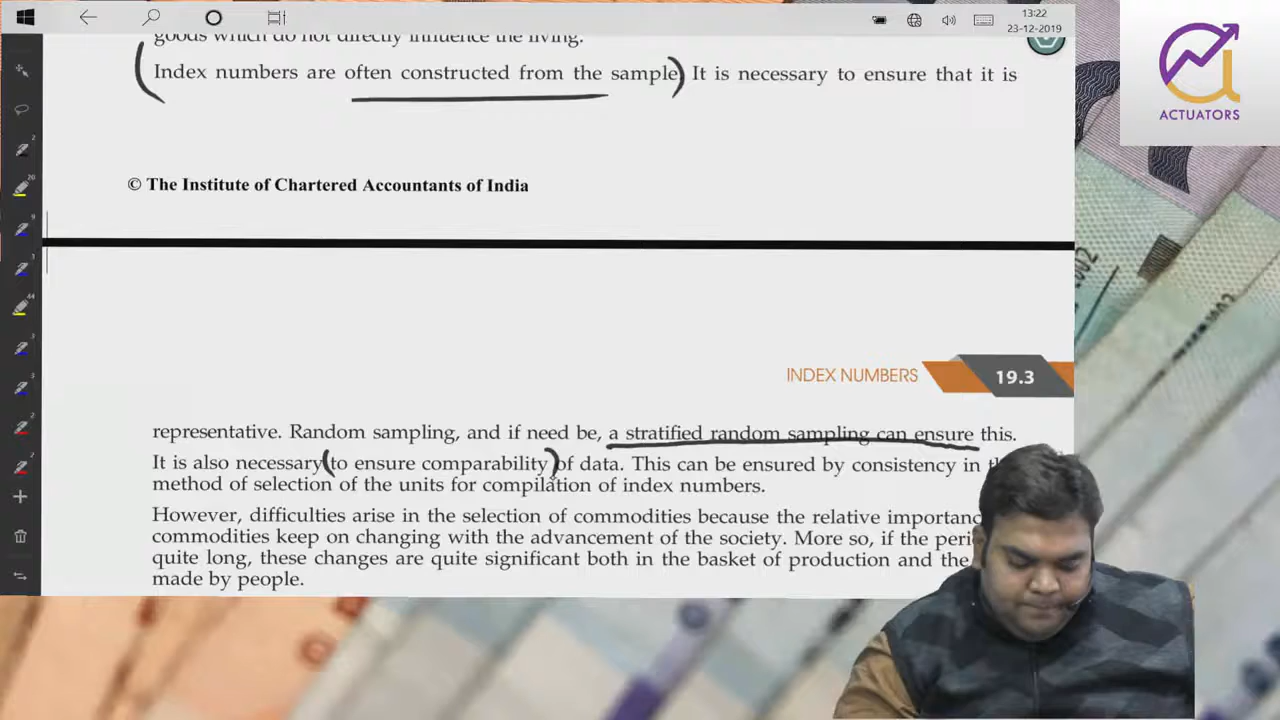 13:22
23-12-2019
goods which do not directly influence the living.
Index numbers are often constructed from the sample. It is necessary to ensure that it is
ACTUATORS
© The Institute of Chartered Accountants of India
INDEX NUMBERS 19.3
representative. Random sampling, and if need be, a stratified random sampling can ensure this.
It is also necessary to ensure comparability of data. This can be ensured by consistency in
method of selection of the units for compilation of index numbers.
However, difficulties arise in the selection of commodities because the relative
commodities keep on changing with the advancement of the society. More so, if the
quite long, these changes are quite significant both in the basket of production and the
made by people.